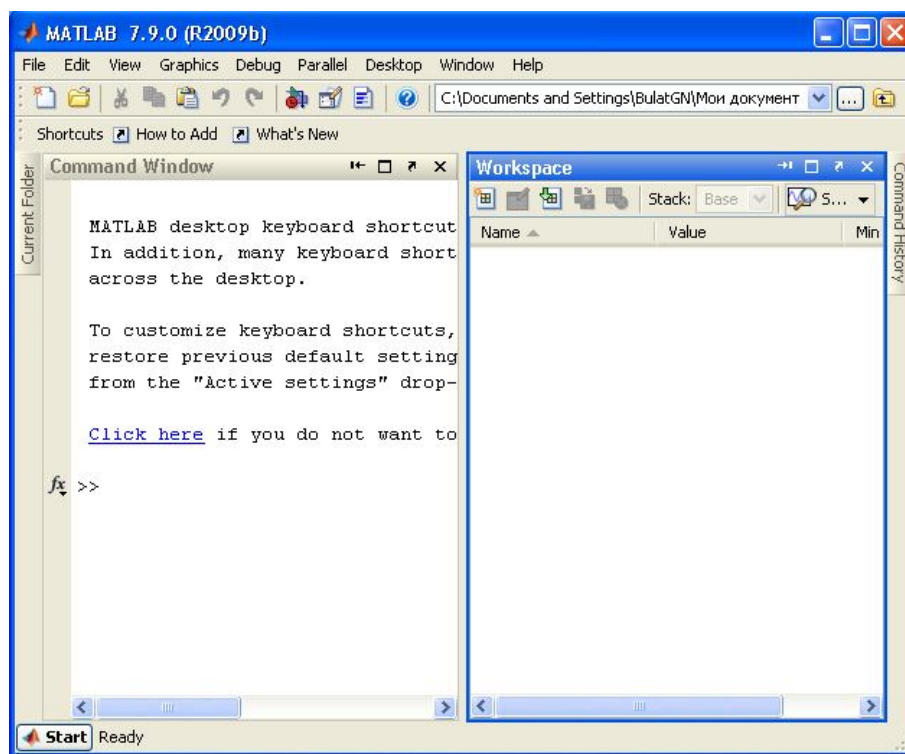 MATLAB 7.9.0 (R2009b)
File Edit View Graphics Debug Parallel Desktop Window Help
C:\Documents and Settings\BulatGN\Мои документ ...
Shortcuts How to Add What's New
Current Folder
Command Window
MATLAB desktop keyboard shortcut
In addition, many keyboard short
across the desktop.
To customize keyboard shortcuts,
restore previous default setting
from the "Active settings" drop-
Click here if you do not want to
fx >>
Workspace
Stack: Base S...
Name Value Min
Command History
Start Ready